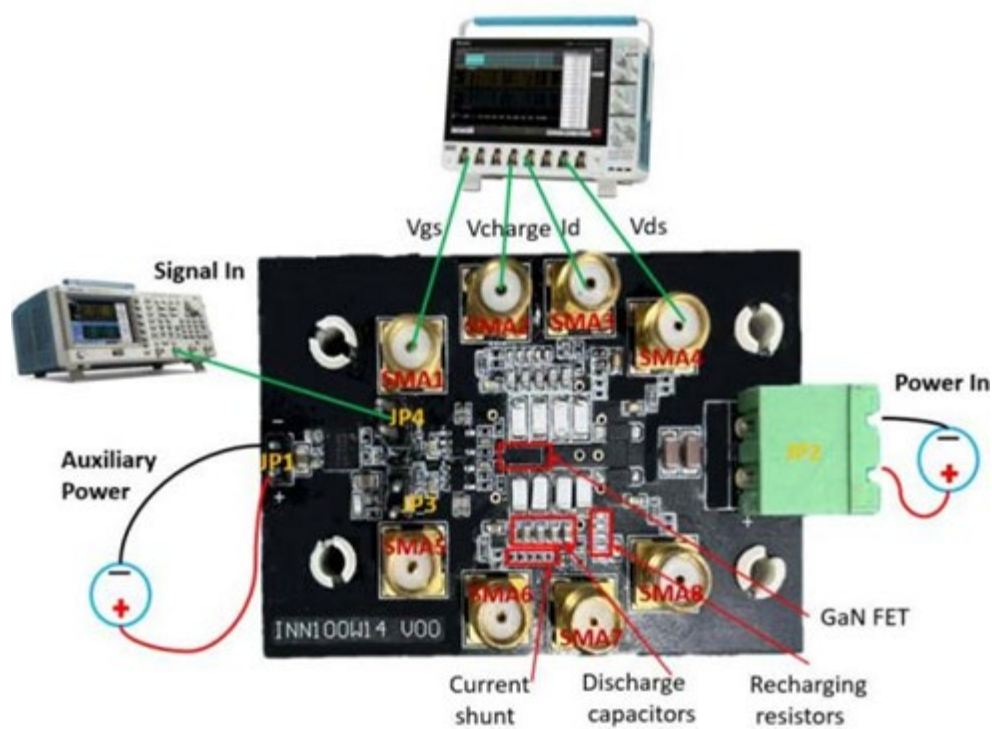 Vgs
Vcharge
Id
Vds
Signal In
SMA1
SMA2
SMA3
SMA4
Power In
JP4
JP1
JP2
Auxiliary
Power
JP3
SMA5
SMA6
SMA7
SMA8
INN100W14 V00
GaN FET
Current
shunt
Discharge
capacitors
Recharging
resistors